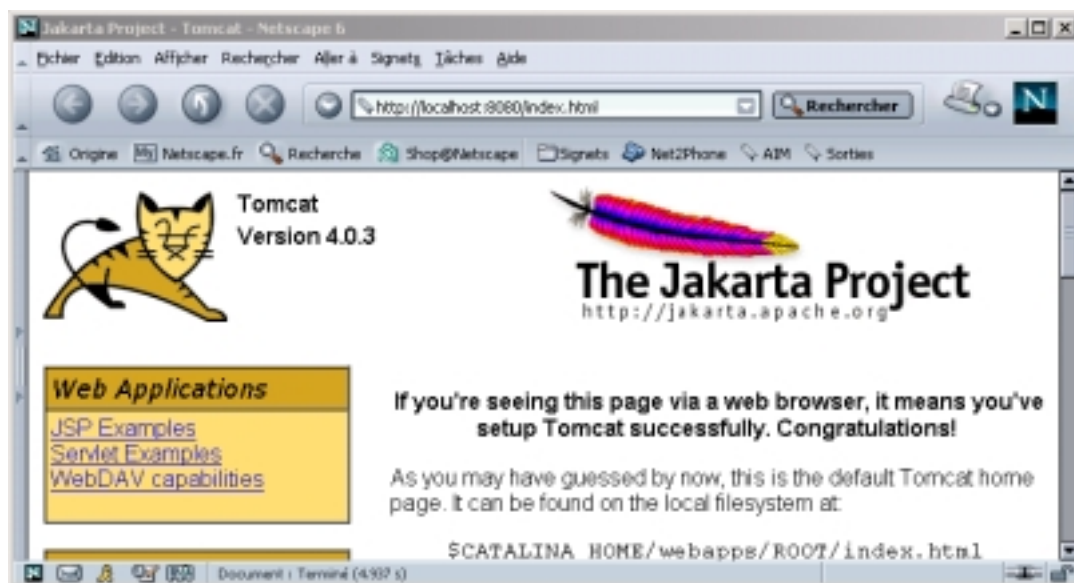 Jakarta Project - Tomcat - Netscape 6
Fichier Edition Afficher Rechercher Aller à Signets Tâches Aide
http://localhost:8080/index.html
Rechercher
N
Origine My Netscape.fr Recherche Shop@Netscape Signets Net2Phone AIM Sorties
Tomcat
Version 4.0.3
The Jakarta Project
http://jakarta.apache.org
Web Applications
JSP Examples
Servlet Examples
WebDAV capabilities
If you're seeing this page via a web browser, it means you've
setup Tomcat successfully. Congratulations!
As you may have guessed by now, this is the default Tomcat home
page. It can be found on the local filesystem at:
$CATALINA_HOME/webapps/ROOT/index.html
Document : Terminé (4.937 s)